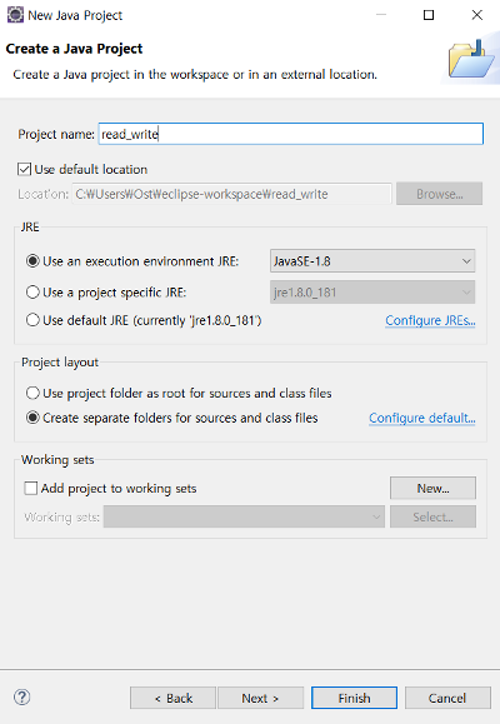 New Java Project
Create a Java Project
Create a Java project in the workspace or in an external location.
Project name: read_write
Use default location
Location: C:₩Users₩Ost₩eclipse-workspace₩read_write Browse...
JRE
Use an execution environment JRE: JavaSE-1.8
Use a project specific JRE: jre1.8.0_181
Use default JRE (currently 'jre1.8.0_181') Configure JREs...
Project layout
Use project folder as root for sources and class files
Create separate folders for sources and class files Configure default...
Working sets
Add project to working sets New...
Working sets: Select...
? < Back Next > Finish Cancel